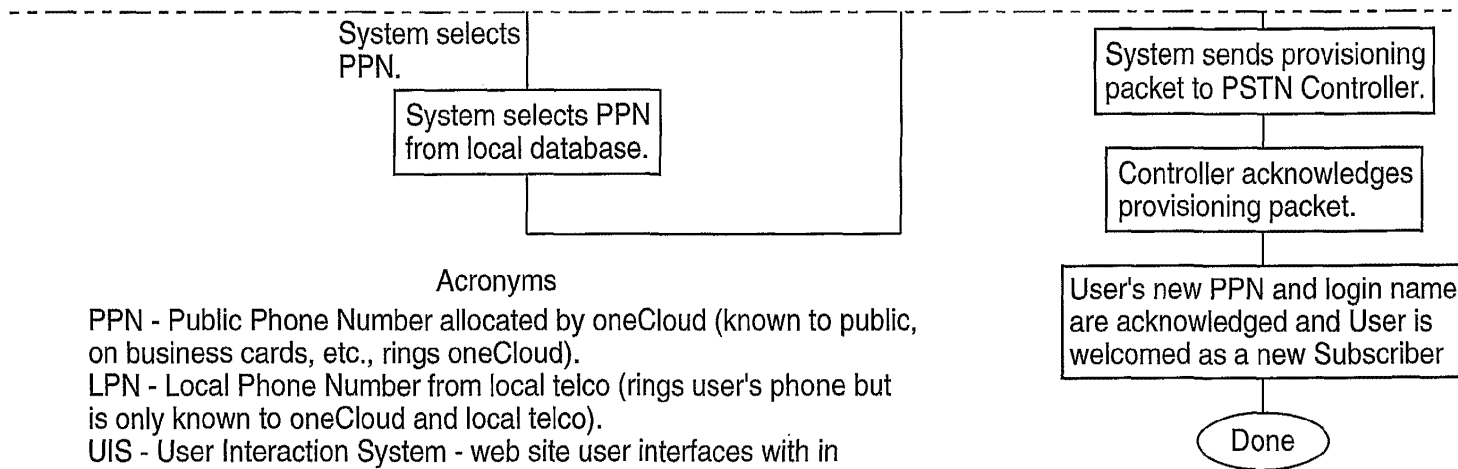 System selects
PPN.
System selects PPN
from local database.
Acronyms
PPN - Public Phone Number allocated by oneCloud (known to public,
on business cards, etc., rings oneCloud).
LPN - Local Phone Number from local telco (rings user's phone but
is only known to oneCloud and local telco).
UIS - User Interaction System - web site user interfaces with in
System sends provisioning
packet to PSTN Controller.
Controller acknowledges
provisioning packet.
User's new PPN and login name
are acknowledged and User is
welcomed as a new Subscriber
Done